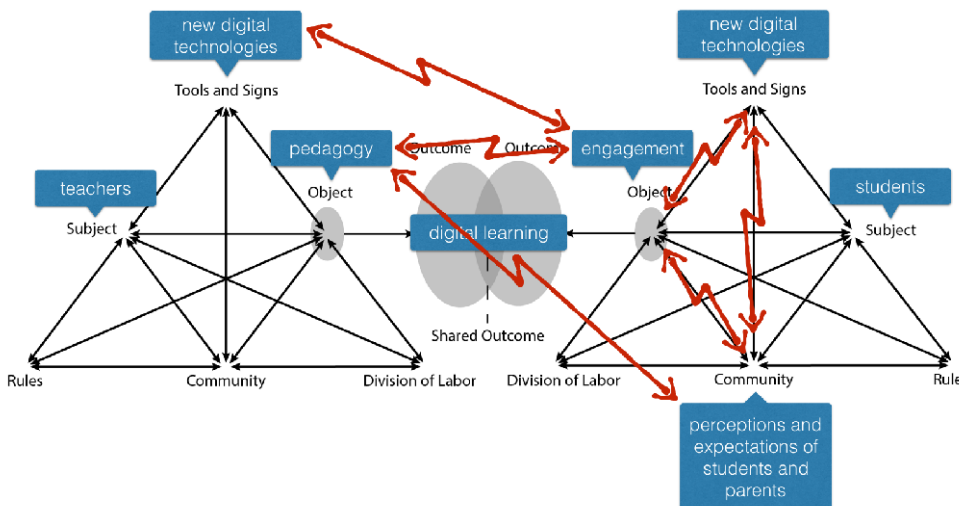 new digital
technologies
new digital
technologies
Tools and Signs
Tools and Signs
pedagogy
Outcome
Outcome
engagement
teachers
Object
Object
students
Subject
digital learning
Subject
Shared Outcome
Rules
Community
Division of Labor
Division of Labor
Community
Rule
perceptions and
expectations of
students and
parents